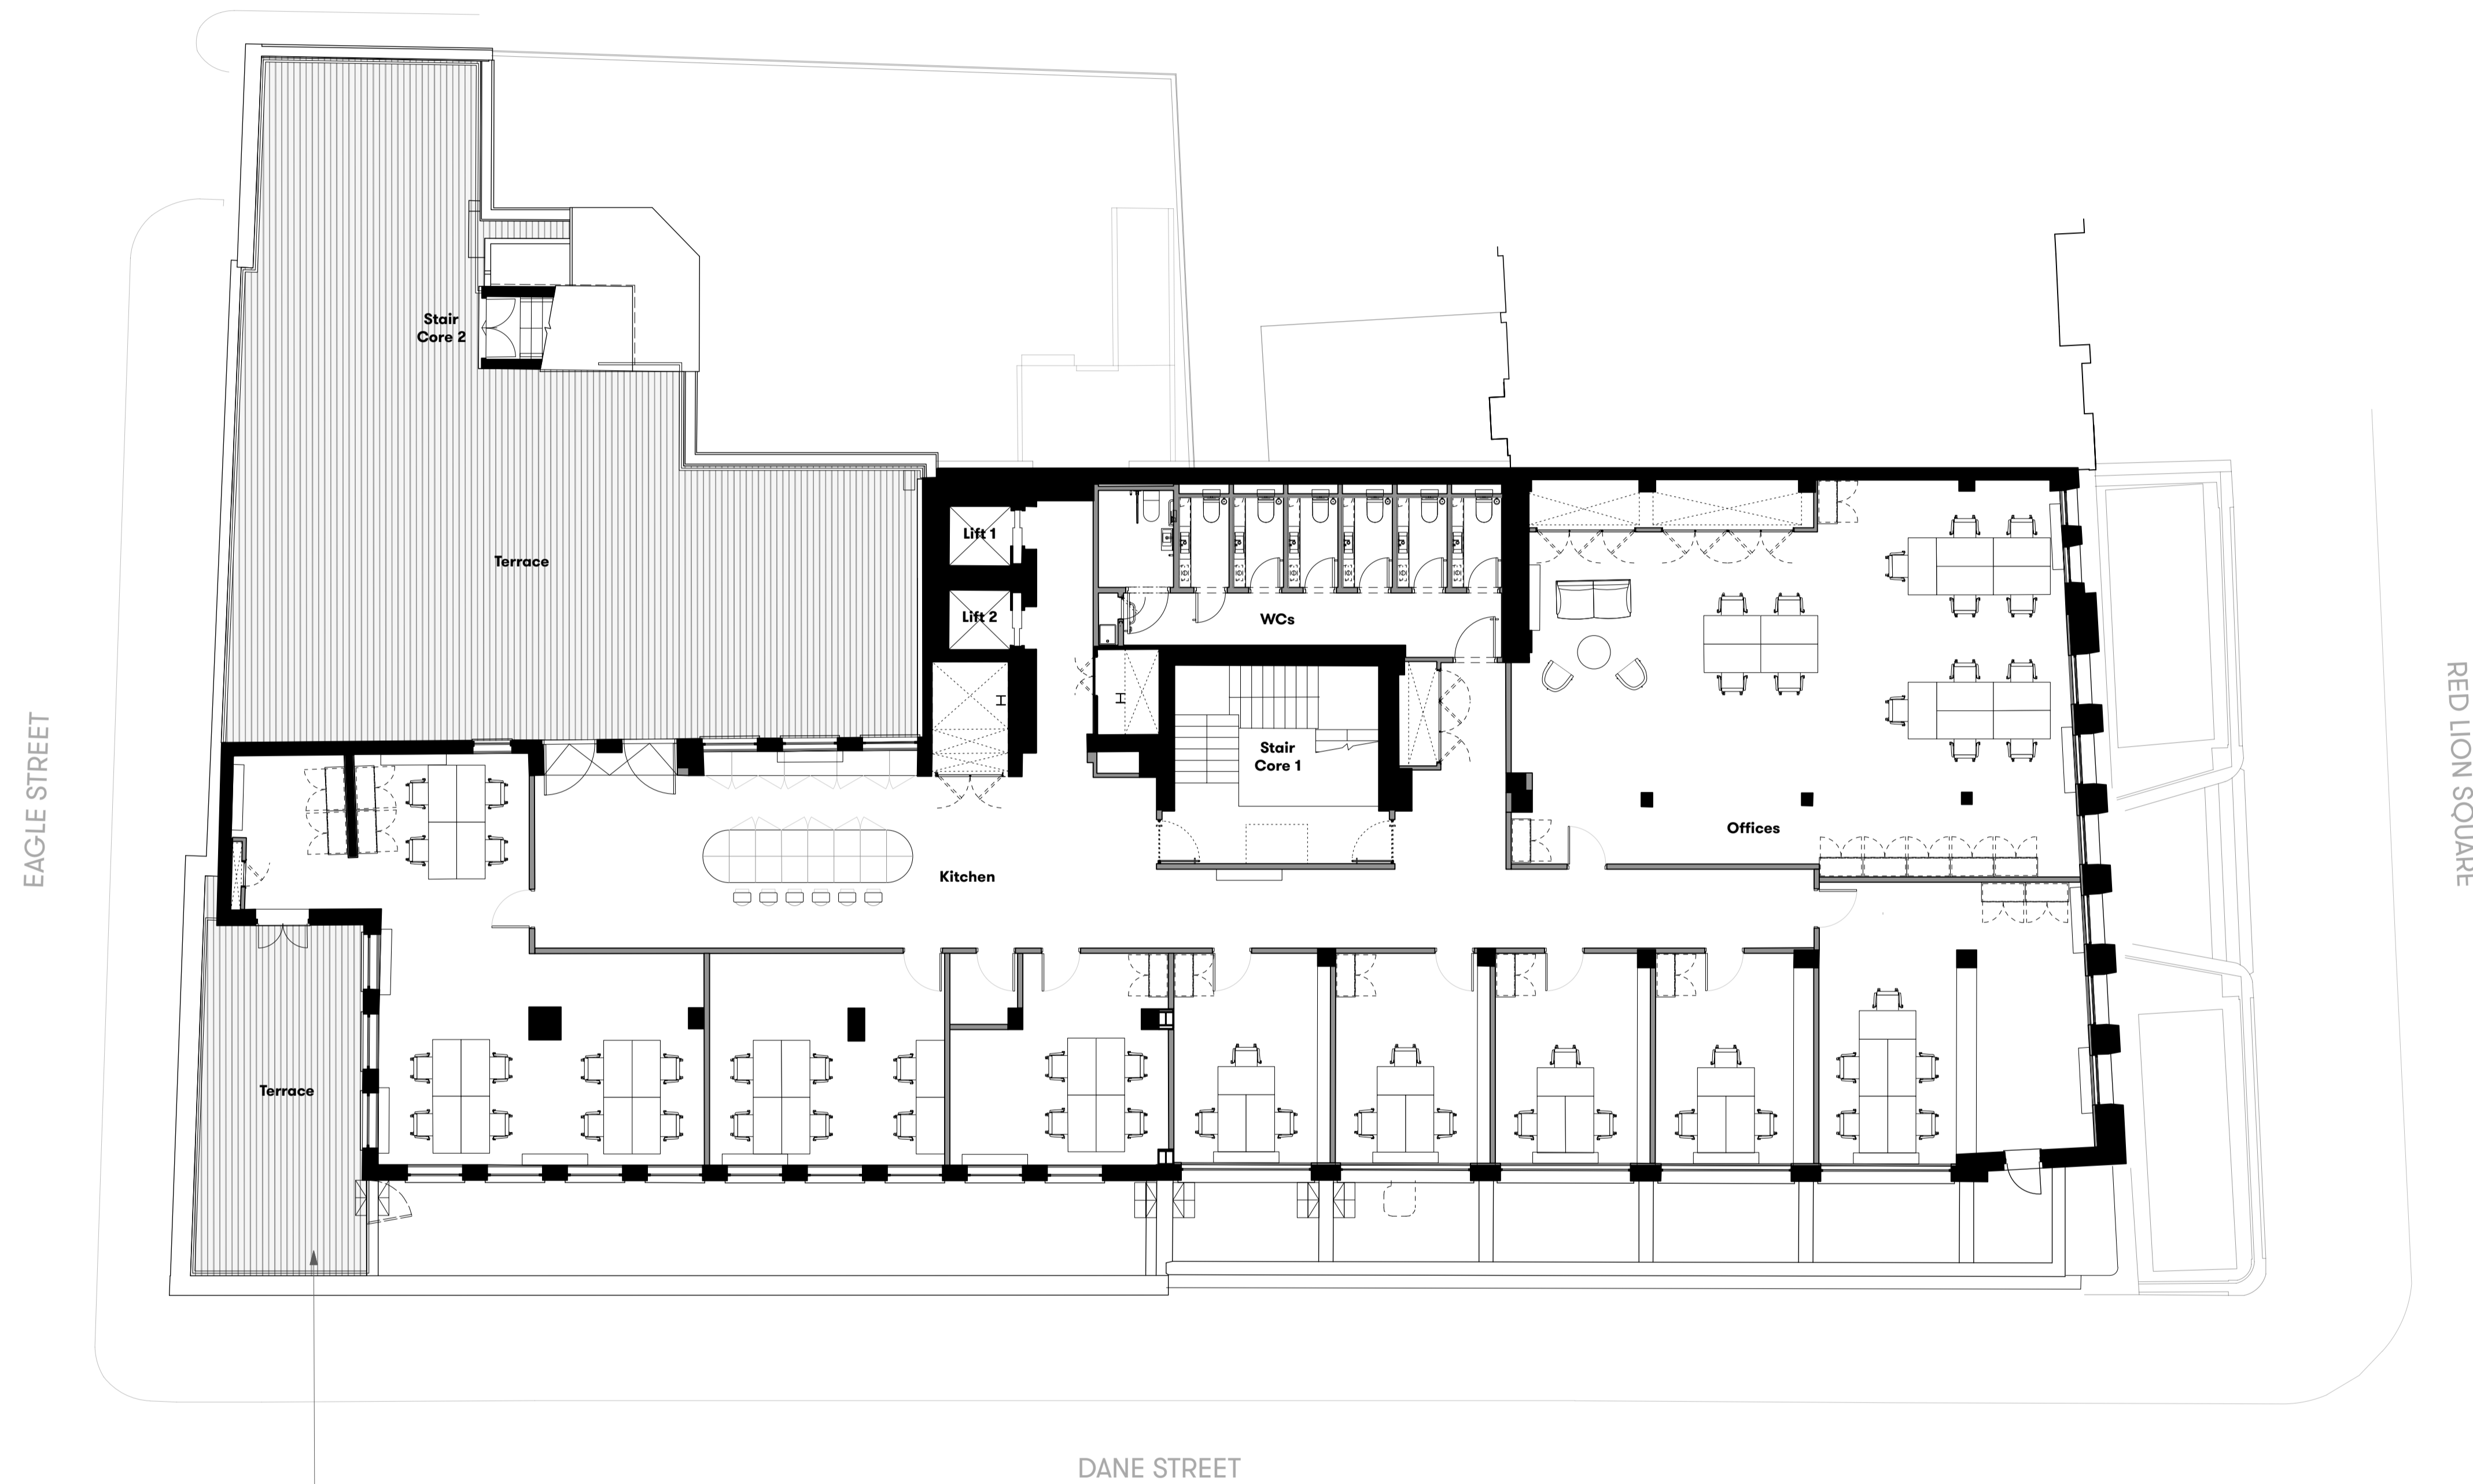 Stair
Core 2
Lift 1
Terrace
Lift 2
WCs
EAGLE STREET
RED LION SQUARE
Stair
Core 1
Offices
Kitchen
Terrace
DANE STREET